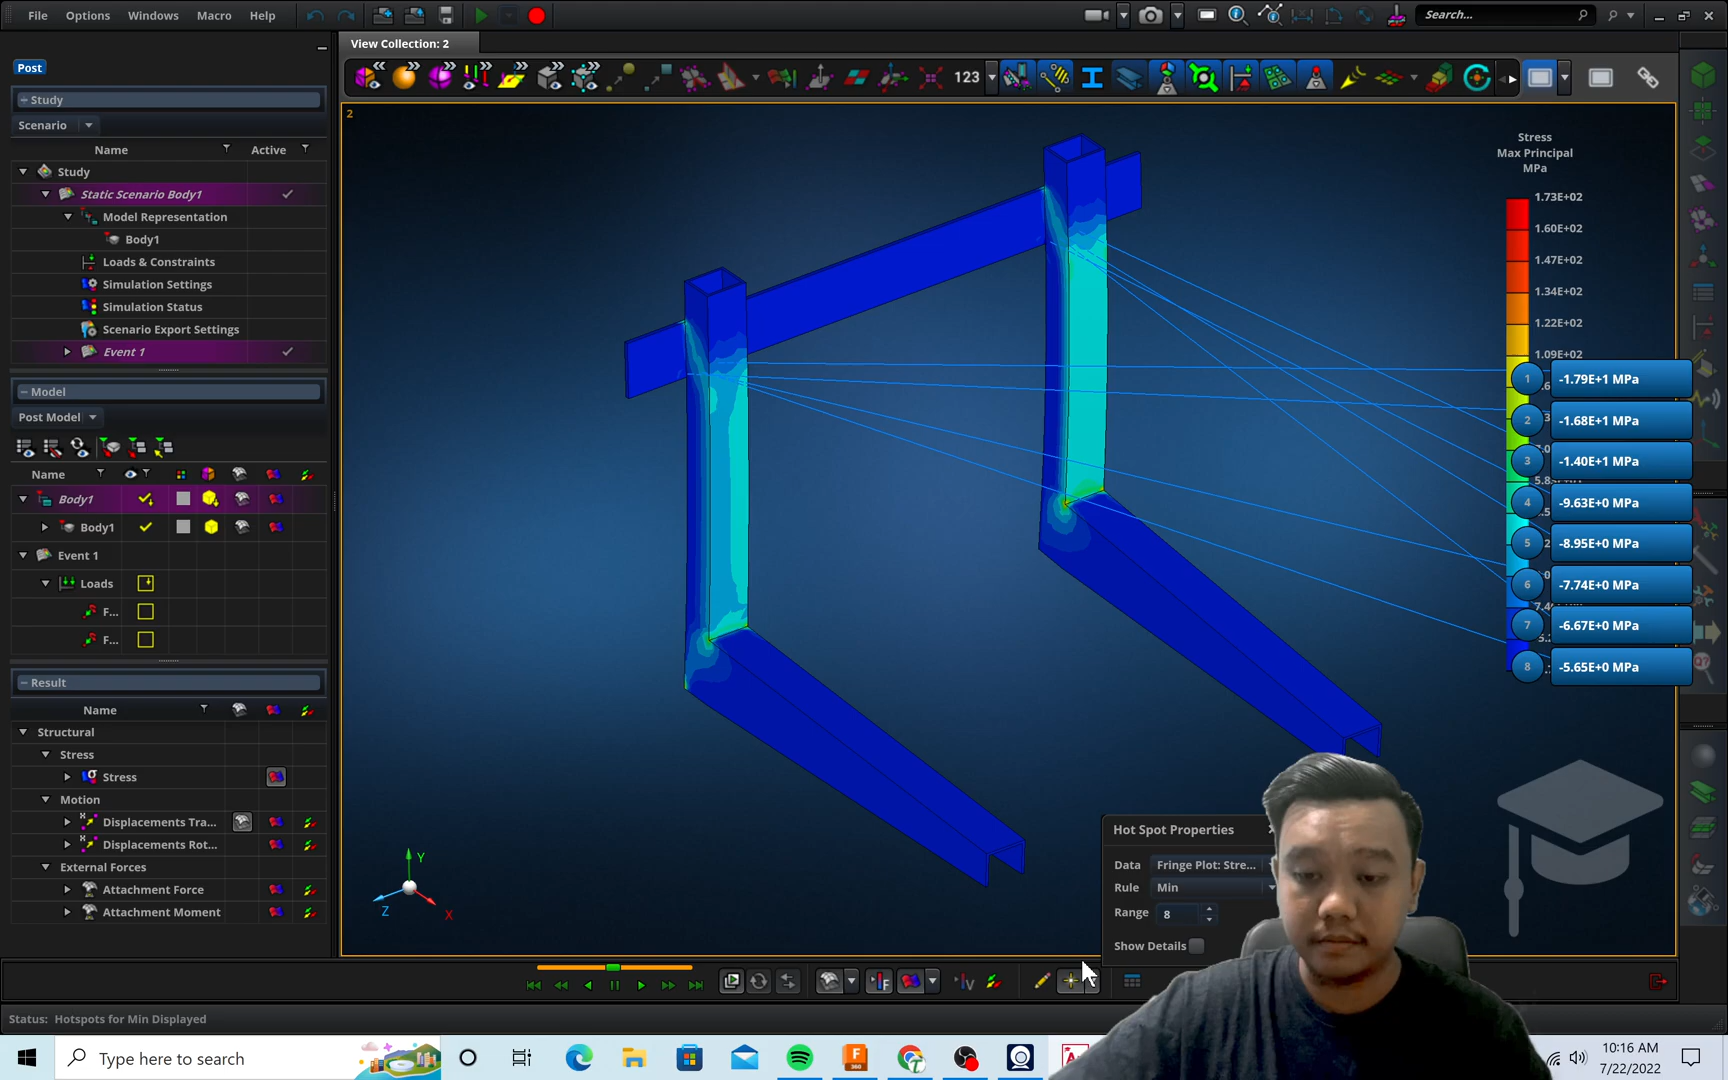 File Options Windows Macro Help Search...
View Collection: 2
Post
Study
Scenario
Name Active
Study
Static Scenario Body1
Model Representation
Body1
Loads & Constraints
Simulation Settings
Simulation Status
Scenario Export Settings
Event 1
Model
Post Model
Name
Body1
Body1
Event 1
Loads
F...
F...
Result
Name
Structural
Stress
Stress
Motion
Displacements Tra...
Displacements Rot...
External Forces
Attachment Force
Attachment Moment
123
2
Stress
Max Principal
MPa
1.73E+02
1.60E+02
1.47E+02
1.34E+02
1.22E+02
1.09E+02
1 -1.79E+1 MPa
2 -1.68E+1 MPa
3 -1.40E+1 MPa
4 -9.63E+0 MPa
5 -8.95E+0 MPa
6 -7.74E+0 MPa
7 -6.67E+0 MPa
8 -5.65E+0 MPa
Y
Z
X
Hot Spot Properties
Data Fringe Plot: Stre...
Rule Min
Range 8
Show Details
Status: Hotspots for Min Displayed
Type here to search
F
360
10:16 AM
7/22/2022